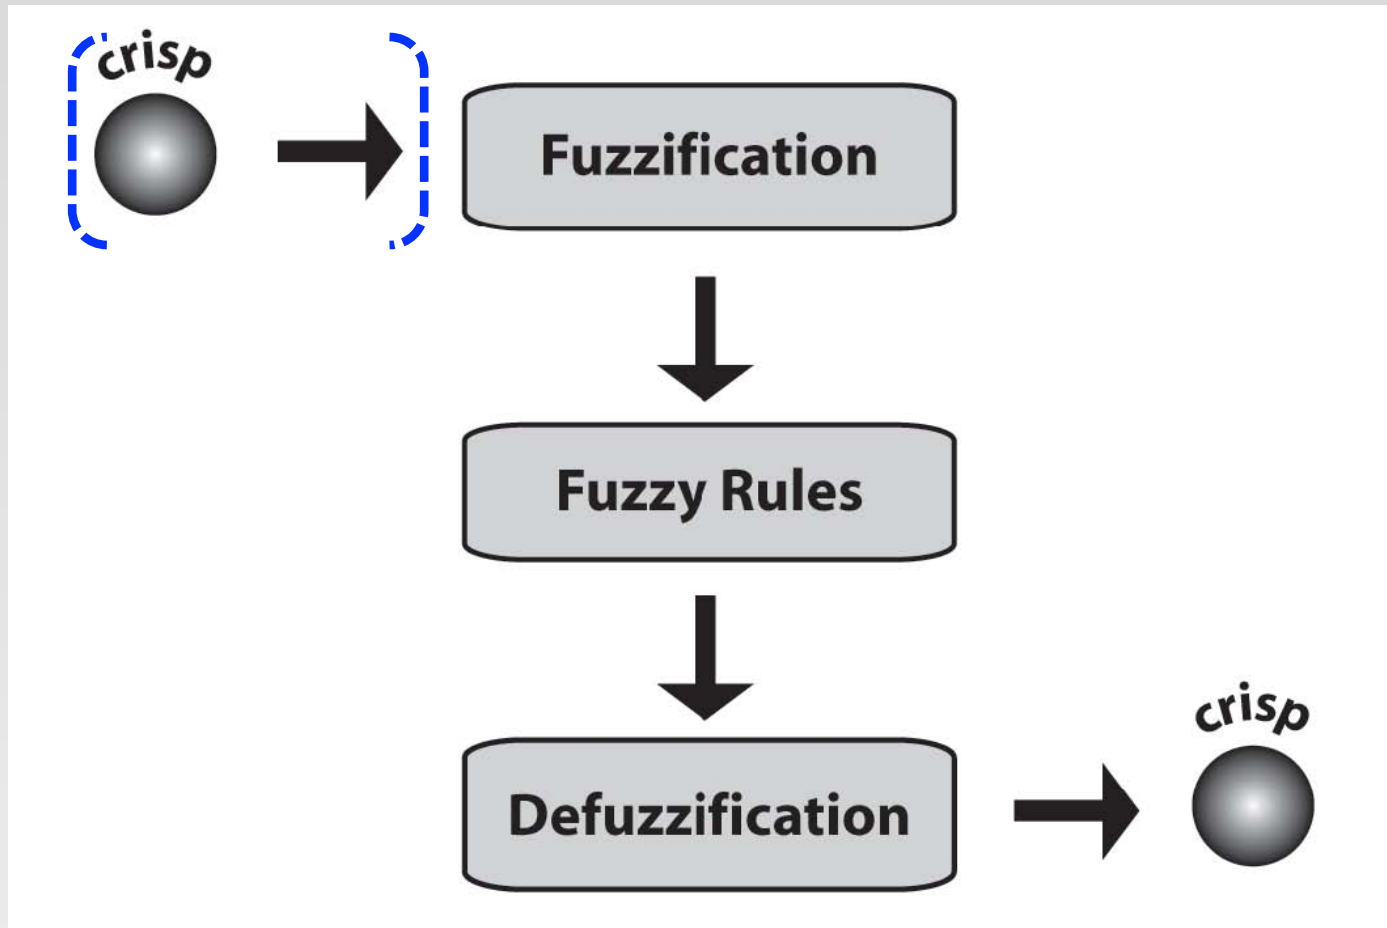 crisp
Fuzzification
Fuzzy Rules
Defuzzification
crisp